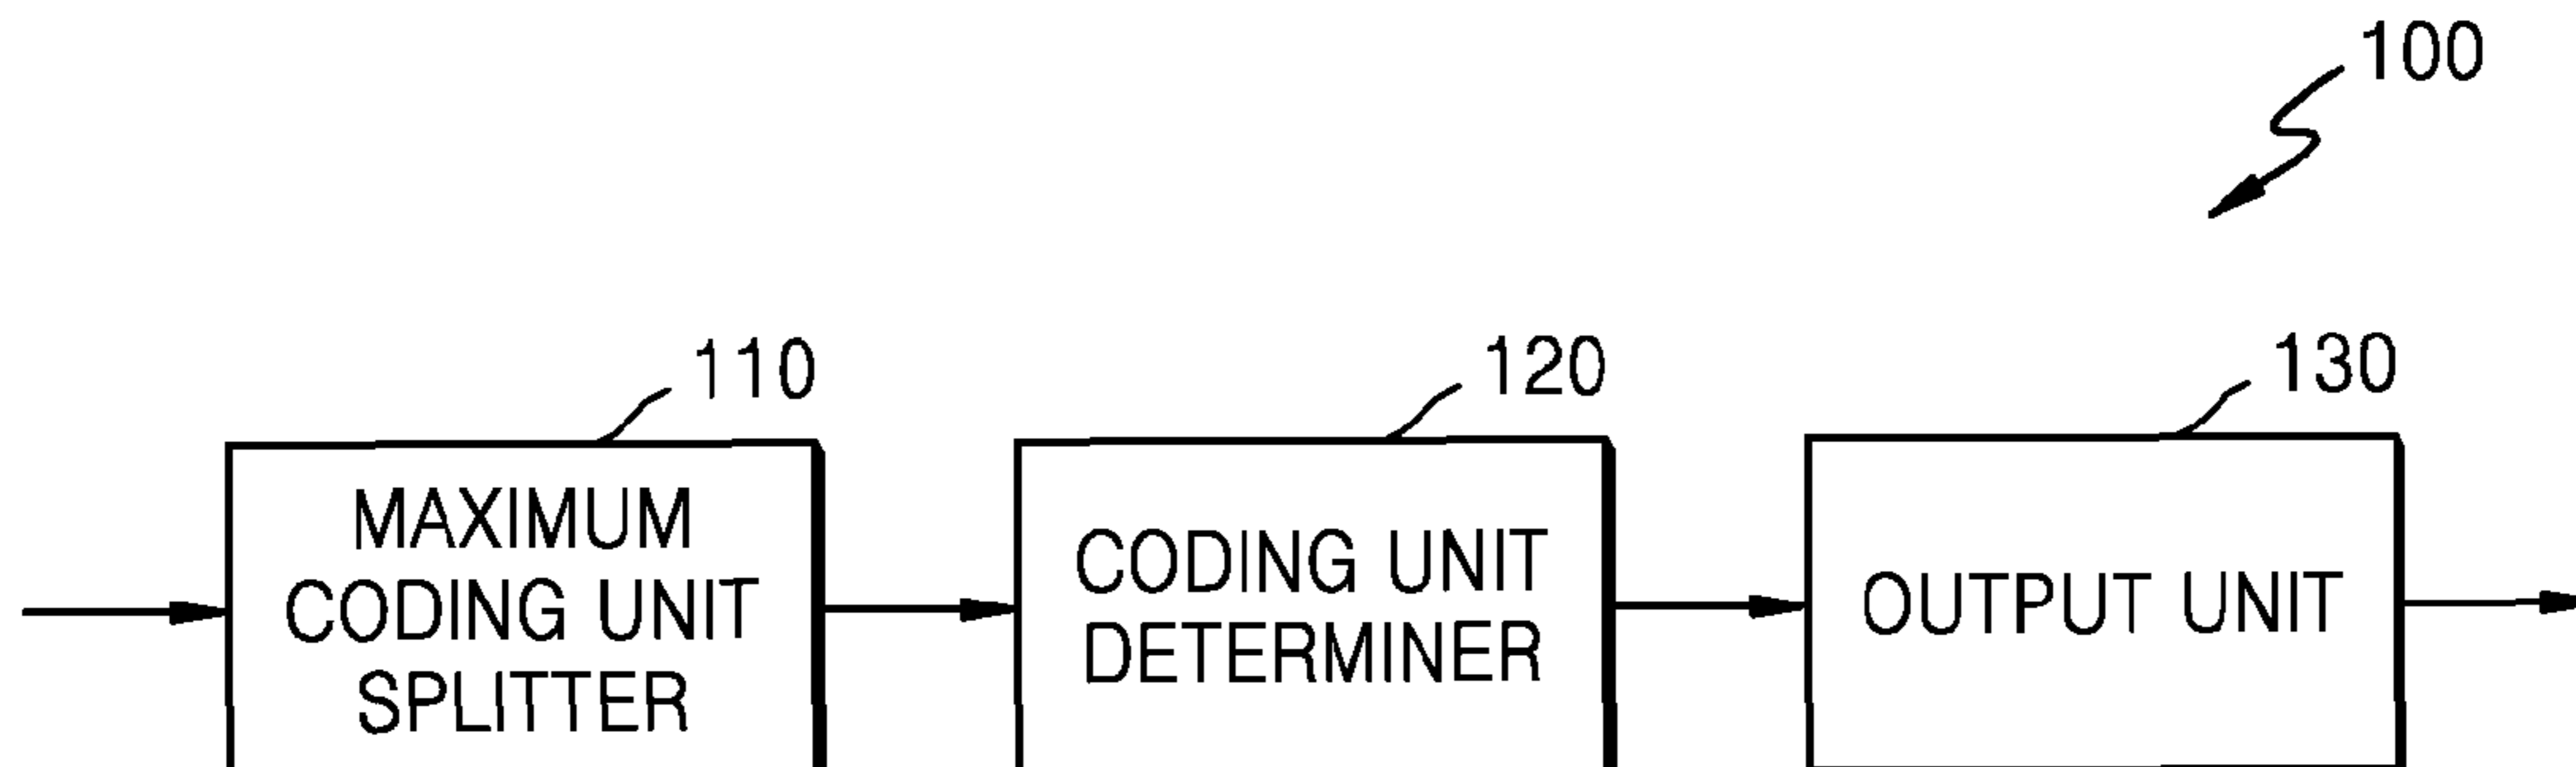 100
110
120
130
MAXIMUM
CODING UNIT
SPLITTER
CODING UNIT
DETERMINER
OUTPUT UNIT